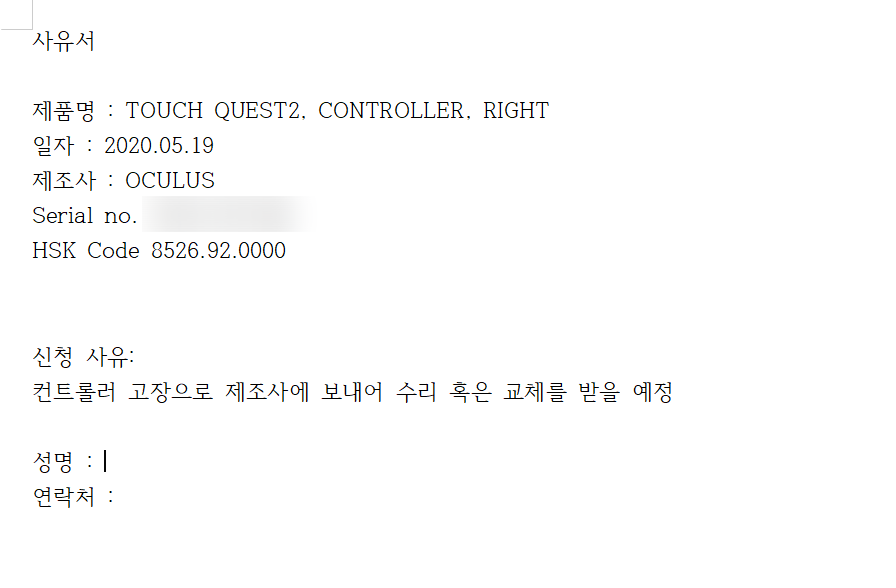 사유서
제품명 : TOUCH QUEST2, CONTROLLER, RIGHT
일자 : 2020.05.19
제조사 : OCULUS
Serial no.
HSK Code 8526.92.0000
신청 사유:
컨트롤러 고장으로 제조사에 보내어 수리 혹은 교체를 받을 예정
성명 :
연락처 :